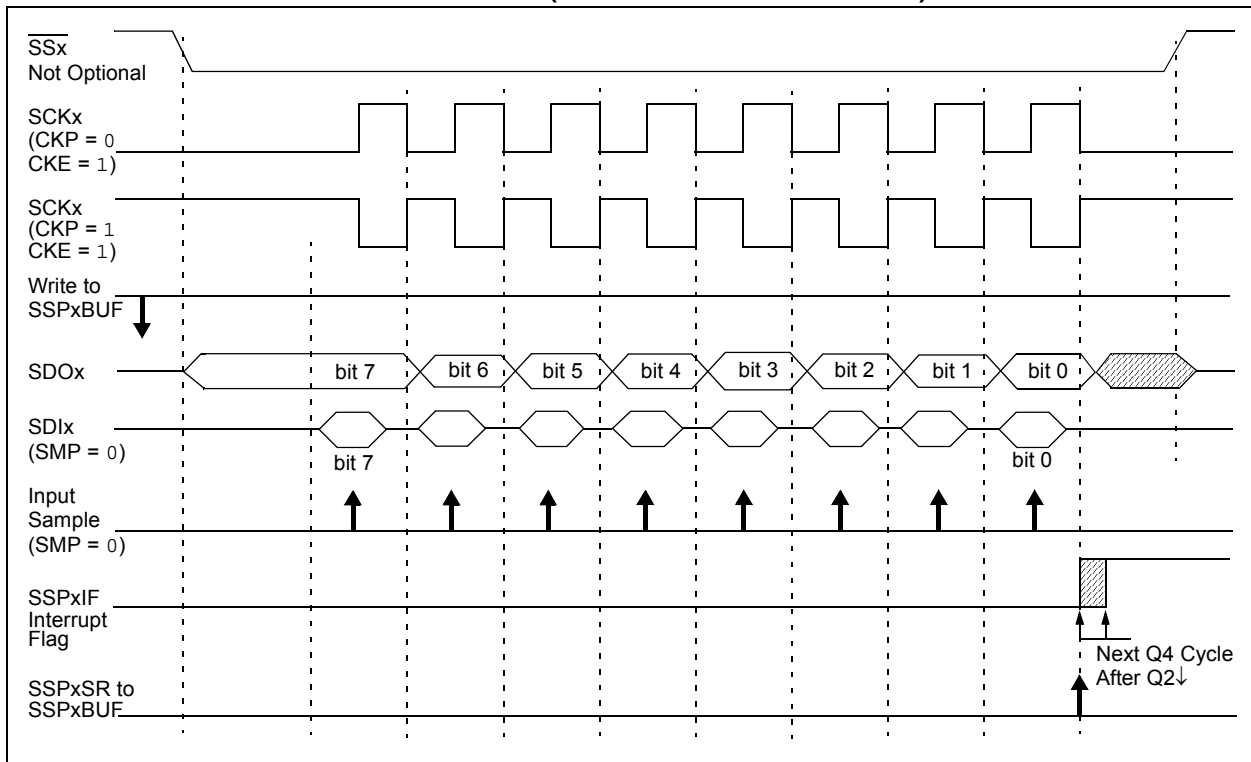 SSx
Not Optional
SCKx
(CKP = 0
CKE = 1)
SCKx
(CKP = 1
CKE = 1)
Write to
SSPxBUF
SDOx
bit 7
bit 6
bit 5
bit 4
bit 3
bit 2
bit 1
bit 0
SDIx
(SMP = 0)
bit 7
bit 0
Input
Sample
(SMP = 0)
SSPxIF
Interrupt
Flag
Next Q4 Cycle
After Q2↓
SSPxSR to
SSPxBUF